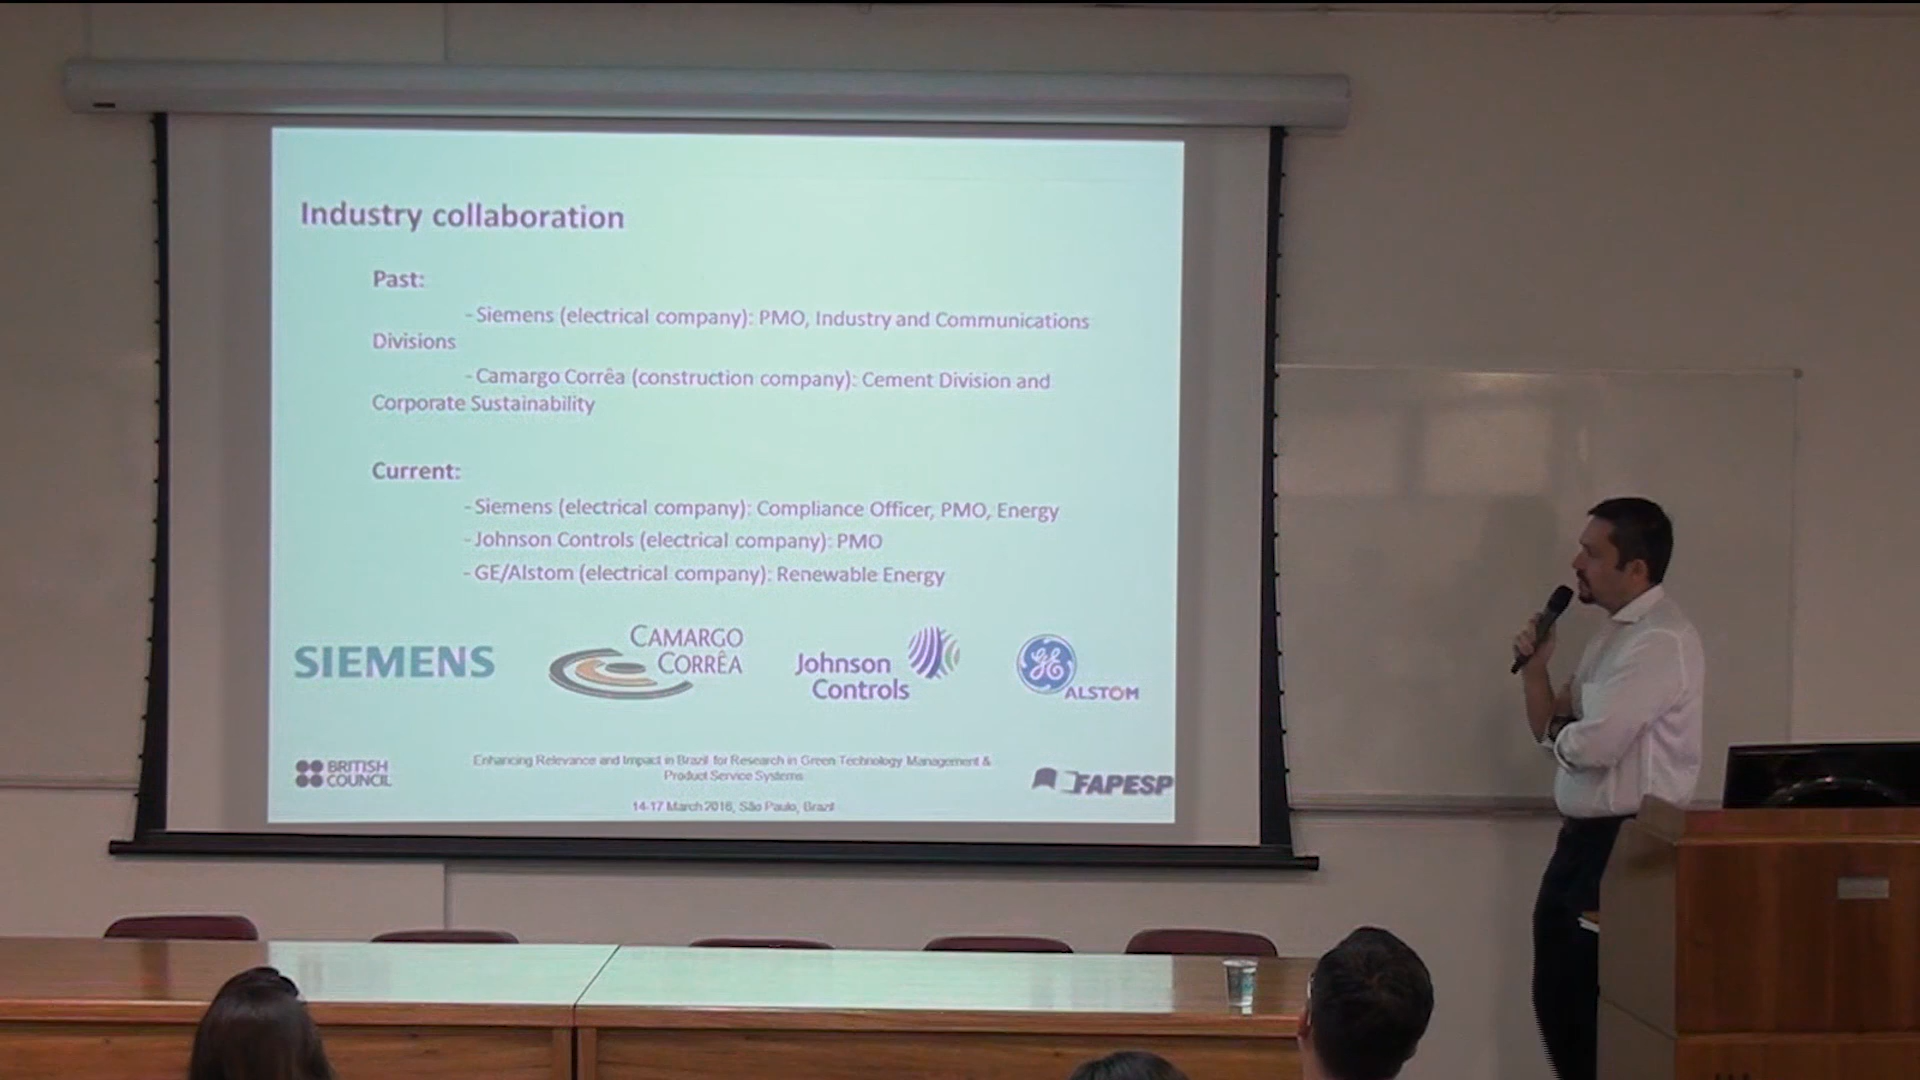 Industry collaboration
Past:
- Siemens (electrical company): PMO, Industry and Communications
Divisions
- Camargo Corrêa (construction company): Cement Division and
Corporate Sustainability
Current:
- Siemens (electrical company): Compliance Officer, PMO, Energy
- Johnson Controls (electrical company): PMO
- GE/Alstom (electrical company): Renewable Energy
SIEMENS
CAMARGO
CORRÊA
Johnson
Controls
GE
ALSTOM
BRITISH
COUNCIL
Enhancing Relevance and Impact in Brazil for Research in Green Technology Management &
Product Service Systems
14-17 March 2016, São Paulo, Brazil
FAPESP